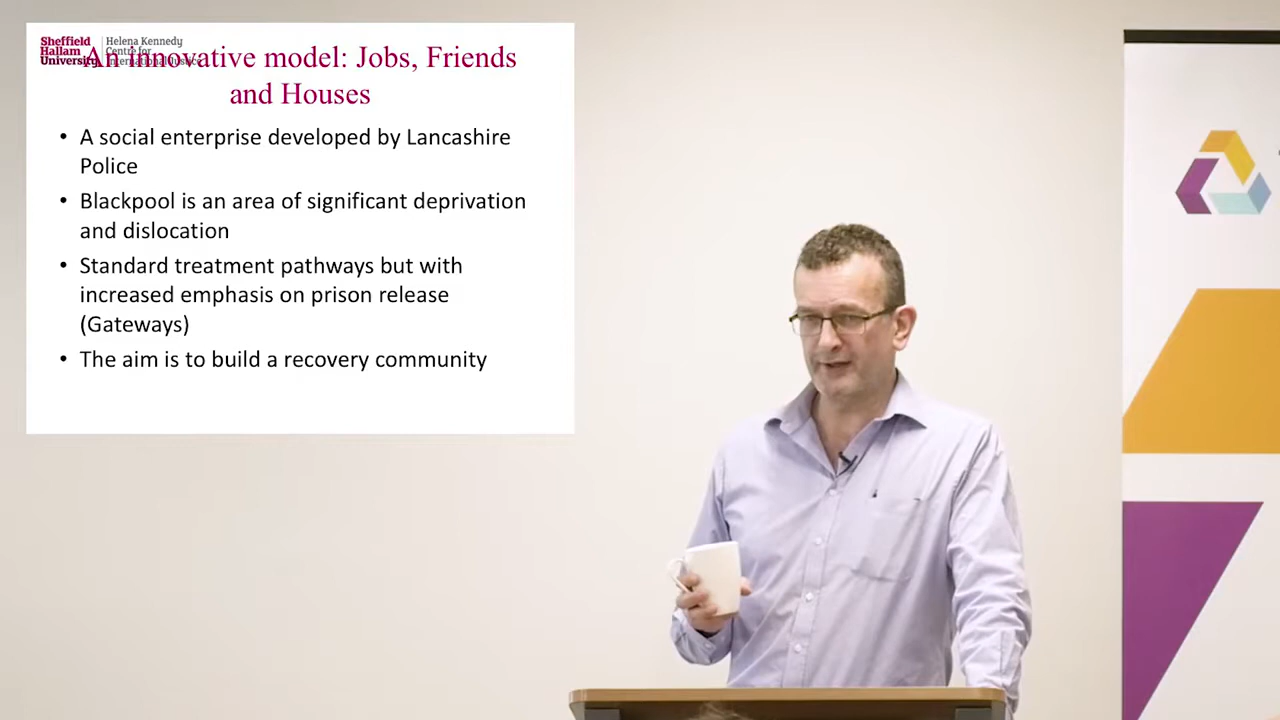 Sheffield
Hallam
University
Helena Kennedy
Centre for
International Justice
An innovative model: Jobs, Friends
and Houses
• A social enterprise developed by Lancashire
Police
• Blackpool is an area of significant deprivation
and dislocation
• Standard treatment pathways but with
increased emphasis on prison release
(Gateways)
• The aim is to build a recovery community